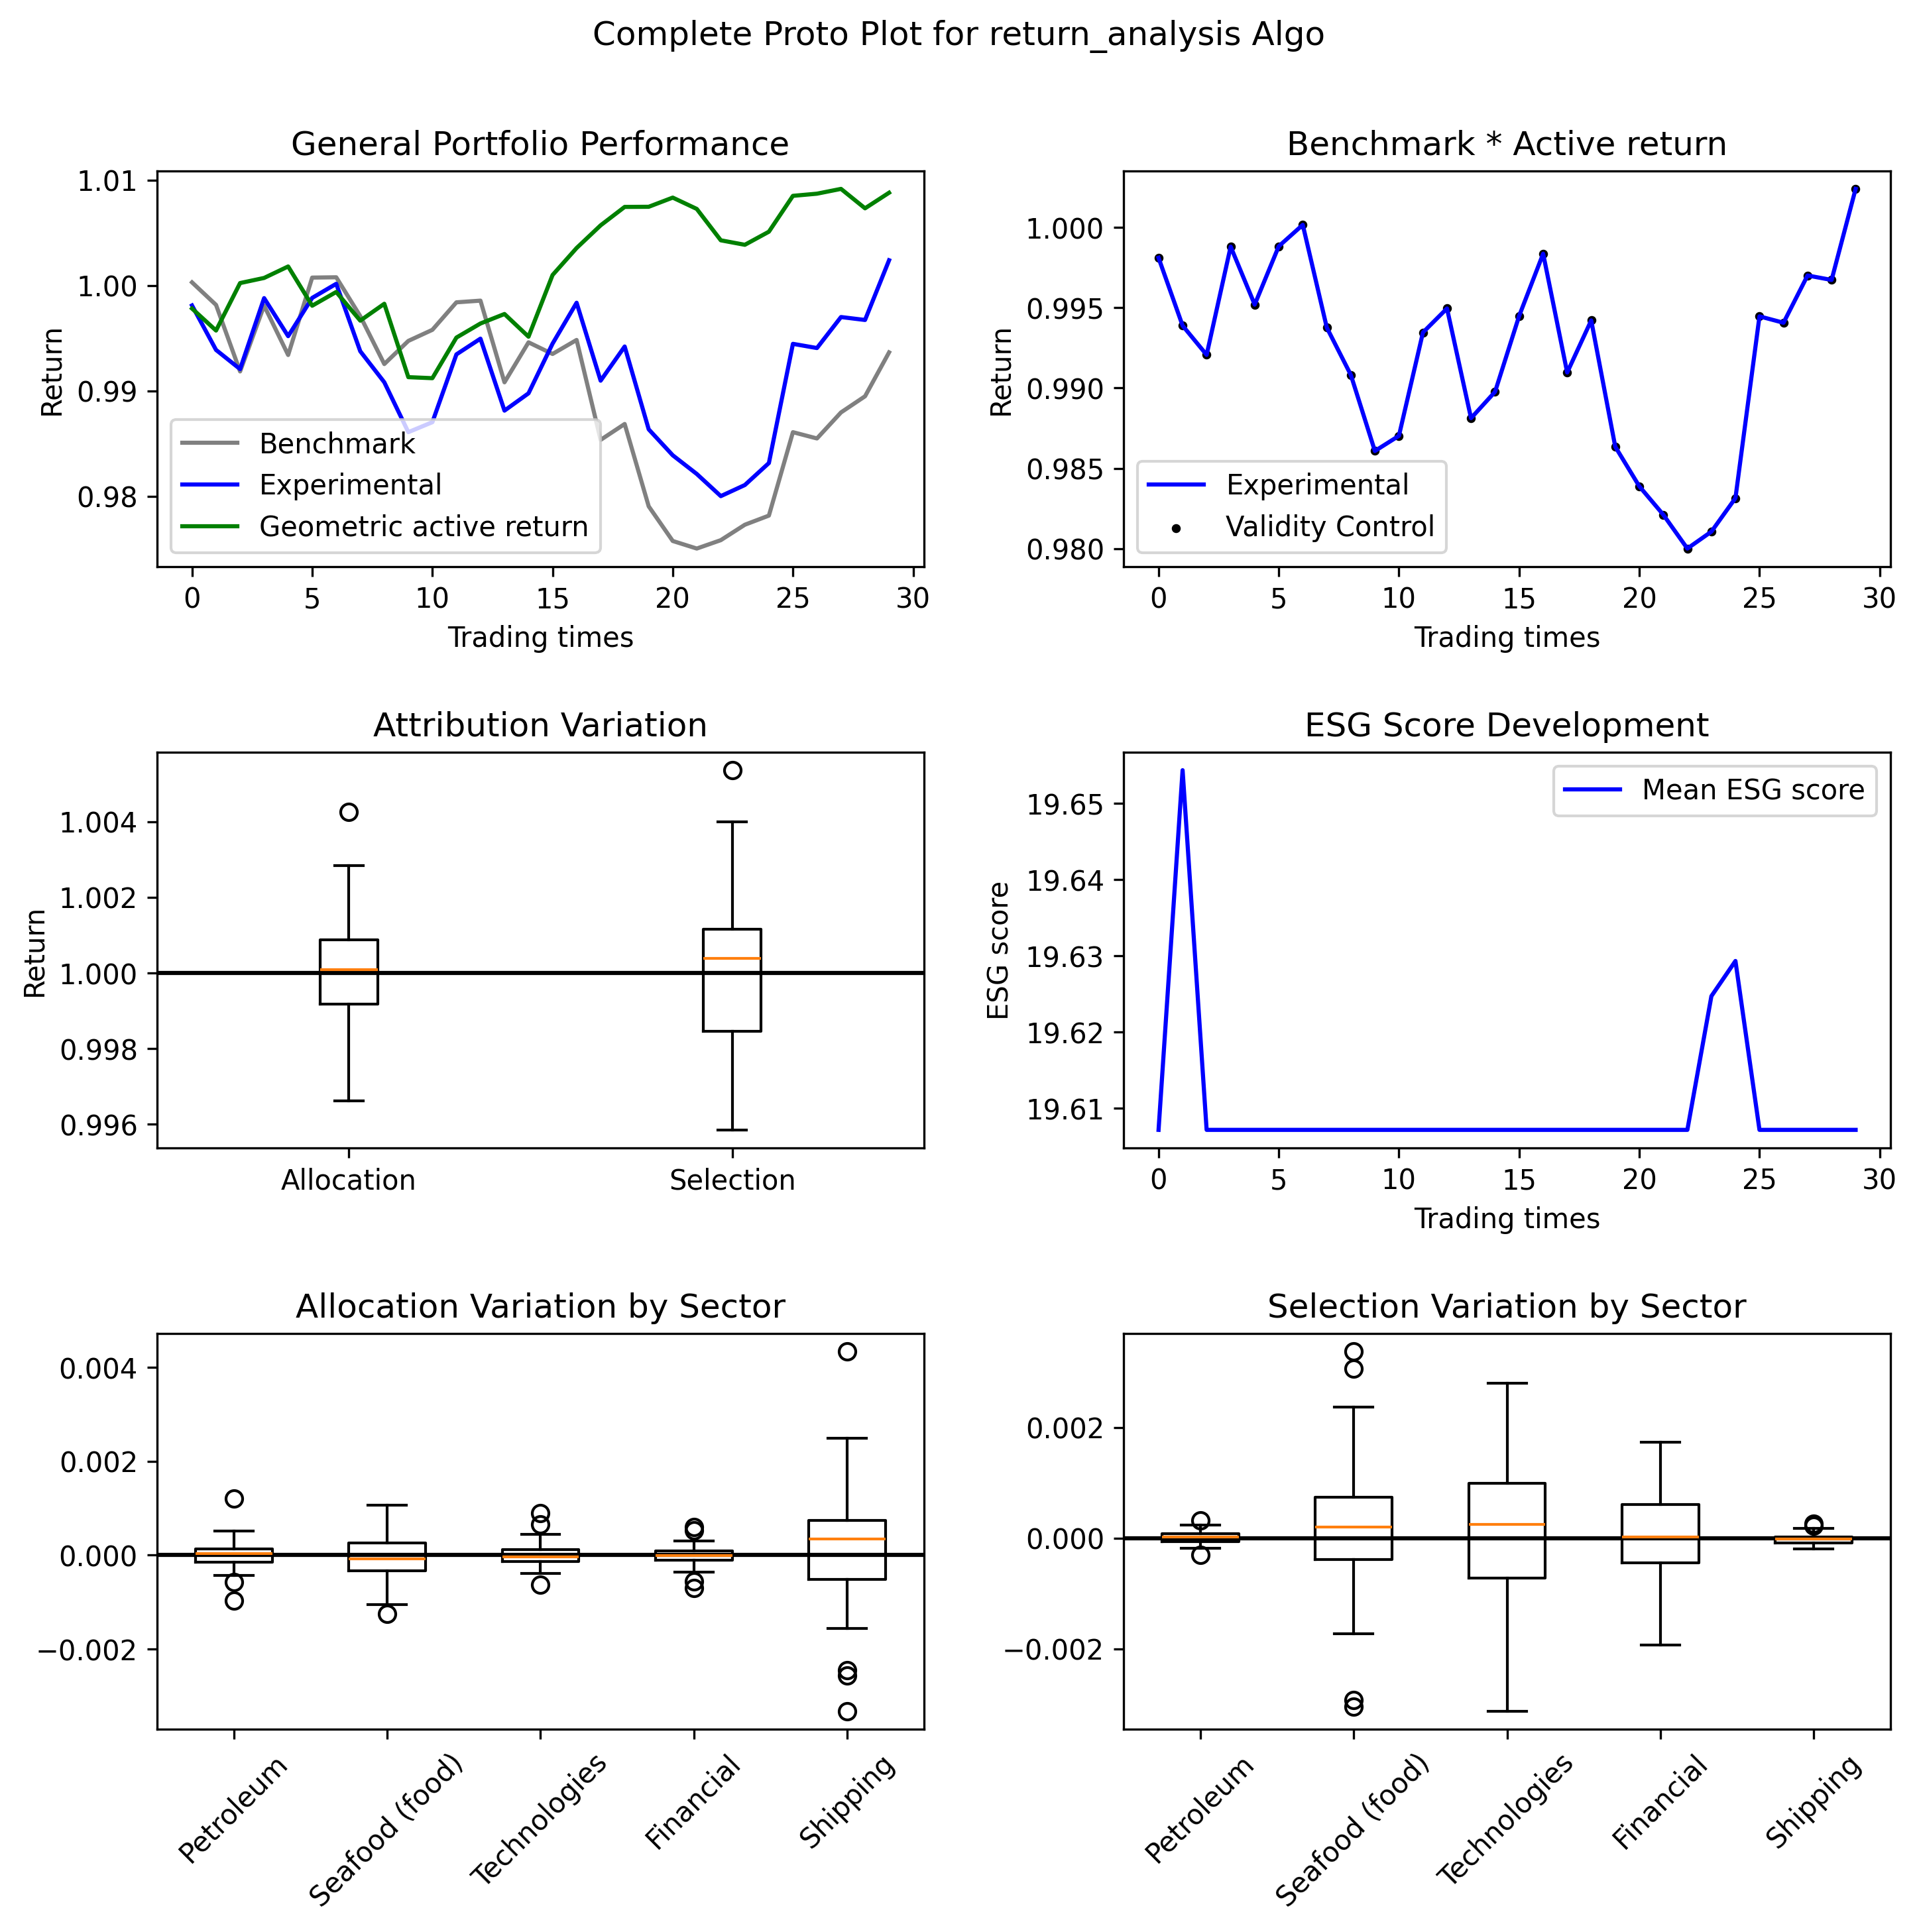 Complete Proto Plot for return_analysis Algo
General Portfolio Performance
1.01
1.00
0.99
0.98
Return
Benchmark
Experimental
Geometric active return
0 5 10 15 20 25 30
Trading times
Benchmark * Active return
1.000
0.995
0.990
0.985
0.980
Return
Experimental
Validity Control
0 5 10 15 20 25 30
Trading times
Attribution Variation
1.004
1.002
1.000
0.998
0.996
Return
Allocation Selection
ESG Score Development
19.65
19.64
19.63
19.62
19.61
ESG score
Mean ESG score
0 5 10 15 20 25 30
Trading times
Allocation Variation by Sector
0.004
0.002
0.000
−0.002
Petroleum
Seafood (food)
Technologies
Financial
Shipping
Selection Variation by Sector
0.002
0.000
−0.002
Petroleum
Seafood (food)
Technologies
Financial
Shipping